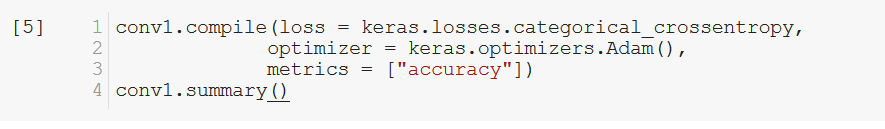 [5] 1 conv1.compile(loss = keras.losses.categorical_crossentropy,
2 optimizer = keras.optimizers.Adam(),
3 metrics = ["accuracy"])
4 conv1.summary()